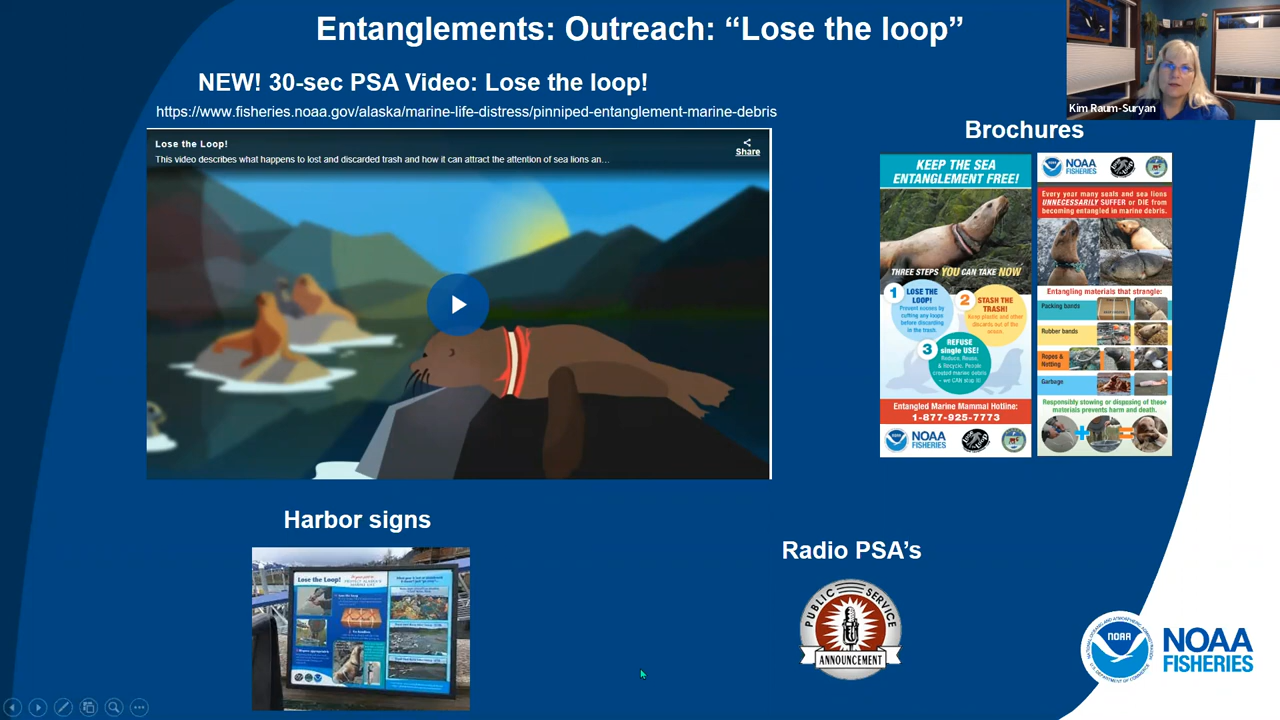 Entanglements: Outreach: “Lose the loop”
NEW! 30-sec PSA Video: Lose the loop!
https://www.fisheries.noaa.gov/alaska/marine-life-distress/pinniped-entanglement-marine-debris
Lose the Loop!
This video describes what happens to lost and discarded trash and how it can attract the attention of sea lions an...
Share
Kim Raum-Suryan
Brochures
KEEP THE SEA
ENTANGLEMENT FREE!
THREE STEPS YOU CAN TAKE NOW
1 LOSE THE
LOOP!
Prevent nooses by
cutting any loops
before discarding
in the trash.
2 STASH THE
TRASH!
Keep plastic and other
discards out of the
ocean.
3 REFUSE
single USE!
Reduce, Reuse,
& Recycle. People
created marine debris
– we CAN stop it!
Entangled Marine Mammal Hotline:
1-877-925-7773
NOAA
FISHERIES
NOAA
FISHERIES
Every year many seals and sea lions
UNNECESSARILY SUFFER or DIE from
becoming entangled in marine debris.
Entangling materials that strangle:
Packing bands
Rubber bands
Ropes &
Netting
Garbage
Responsibly stowing or disposing of these
materials prevents harm and death.
Harbor signs
Lose the Loop!
Radio PSA’s
PUBLIC SERVICE
ANNOUNCEMENT
NOAA
NOAA
FISHERIES